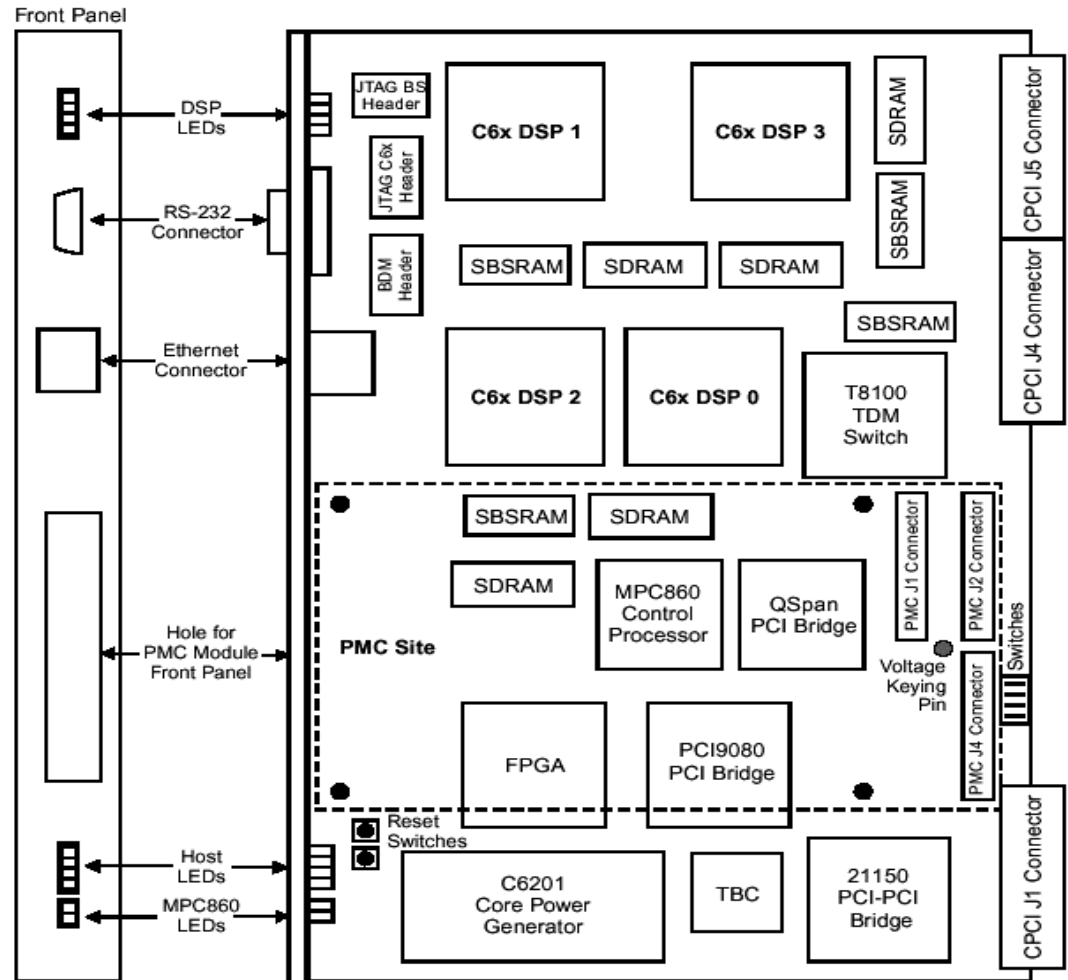 Front Panel
DSP
LEDs
RS-232
Connector
Ethernet
Connector
Hole for
PMC Module
Front Panel
Host
LEDs
MPC860
LEDs
JTAG BS
Header
JTAG C6x
Header
BDM
Header
C6x DSP 1
C6x DSP 3
SDRAM
SBSRAM
SBSRAM
SDRAM
SDRAM
SBSRAM
C6x DSP 2
C6x DSP 0
T8100
TDM
Switch
CPCI J5 Connector
CPCI J4 Connector
SBSRAM
SDRAM
SDRAM
MPC860
Control
Processor
QSpan
PCI Bridge
PMC J1 Connector
PMC J2 Connector
PMC Site
Voltage
Keying
Pin
PMC J4 Connector
Switches
FPGA
PCI9080
PCI Bridge
Reset
Switches
C6201
Core Power
Generator
TBC
21150
PCI-PCI
Bridge
CPCI J1 Connector